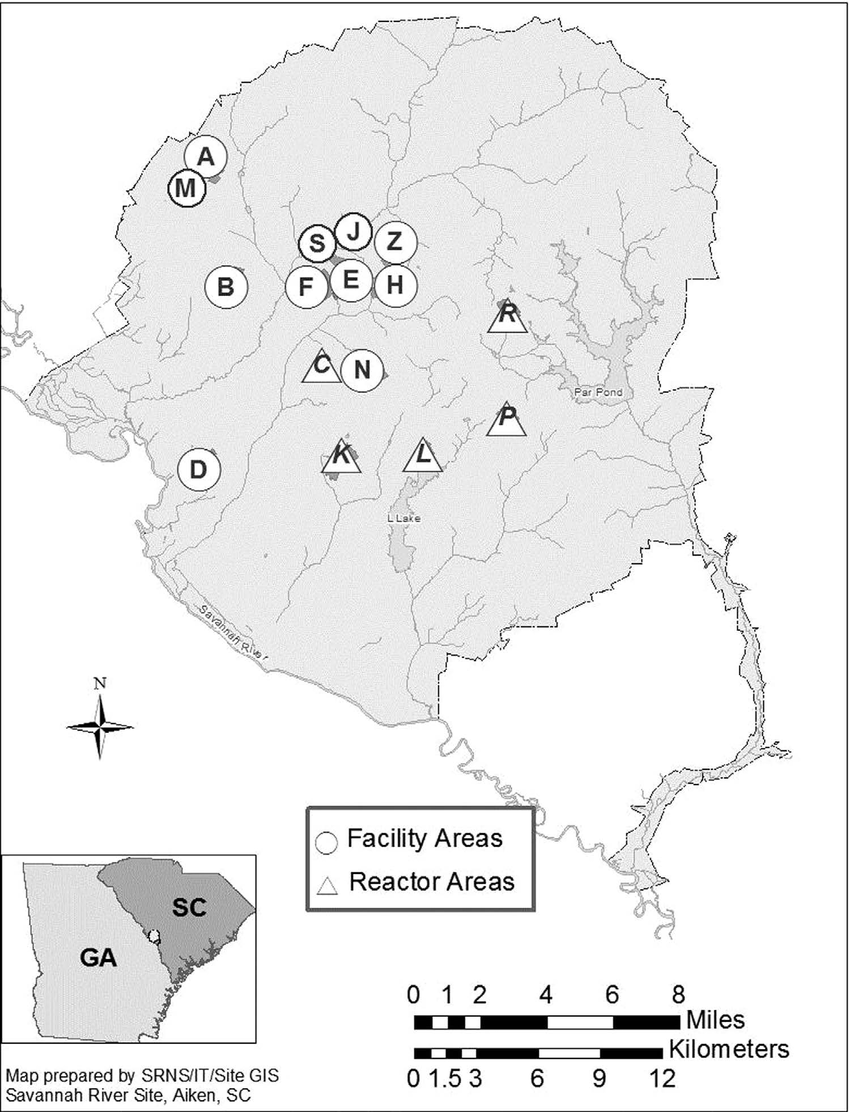 A
M
J
S
Z
B
F
E
H
R
C
N
Par Pond
P
K
L
D
L Lake
Savannah River
N
Facility Areas
Reactor Areas
SC
GA
0 1 2 4 6 8
Miles
Kilometers
0 1.5 3 6 9 12
Map prepared by SRNS/IT/Site GIS
Savannah River Site, Aiken, SC